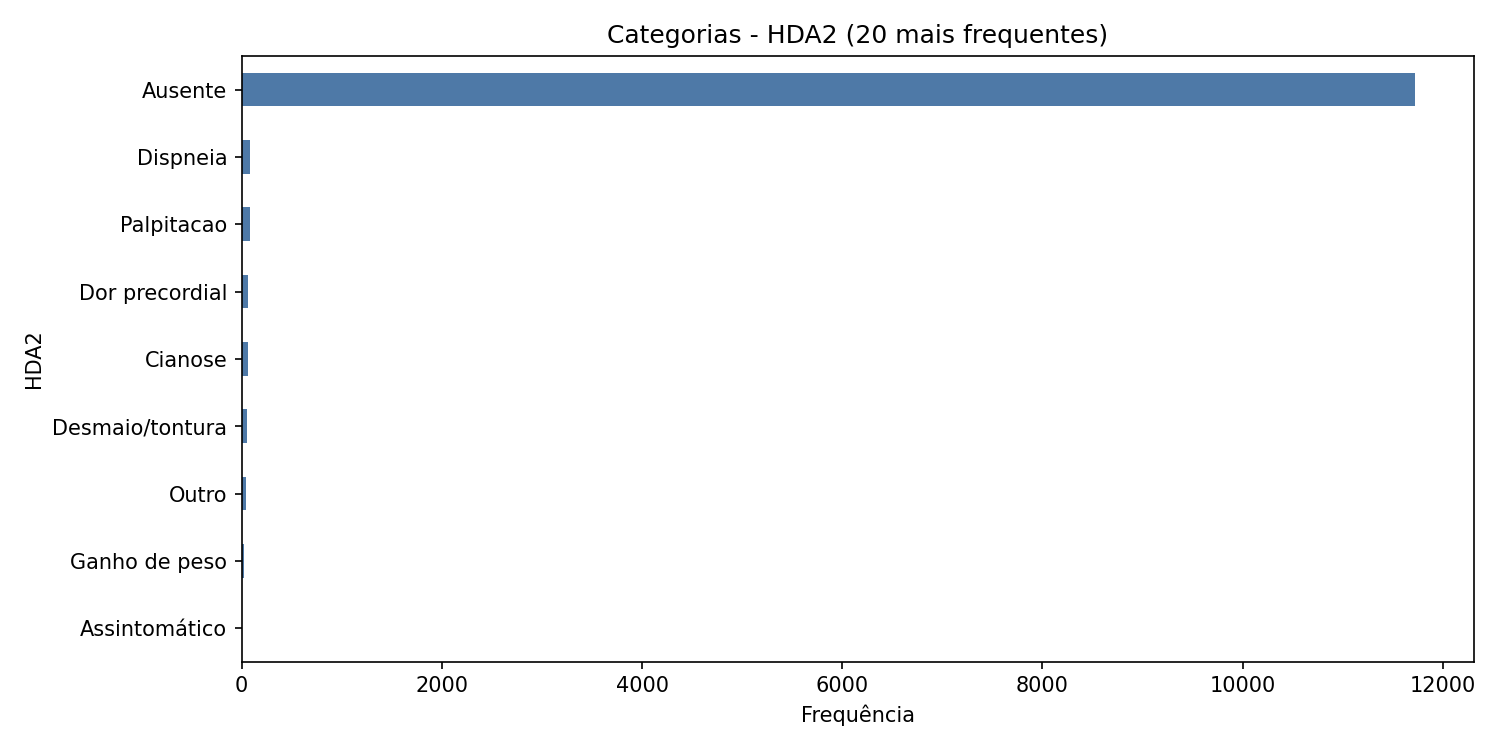 Categorias - HDA2 (20 mais frequentes)
Ausente
Dispneia
Palpitacao
Dor precordial
Cianose
Desmaio/tontura
Outro
Ganho de peso
Assintomático
HDA2
0 2000 4000 6000 8000 10000 12000
Frequência